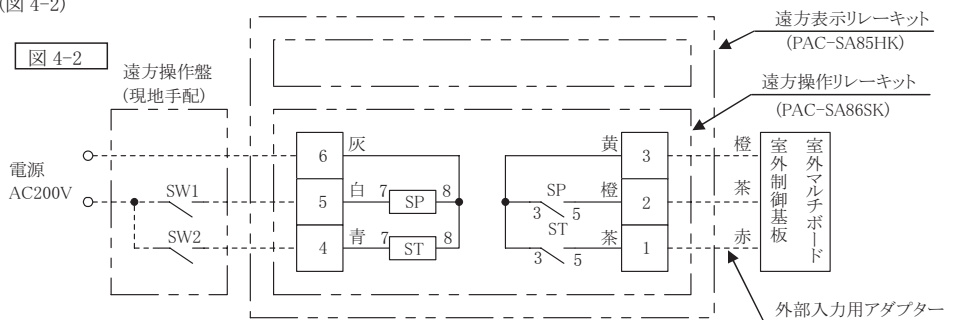 (図 4-2)
図 4-2
遠方操作盤
(現地手配)
電源
AC200V
SW1
SW2
6
5
4
灰
白
青
7
SP
8
7
ST
8
遠方表示リレーキット
(PAC-SA85HK)
遠方操作リレーキット
(PAC-SA86SK)
黄
橙
茶
SP
3
5
ST
3
5
3
2
1
橙
茶
赤
室外マルチボード
室外制御基板
外部入力用アダプター